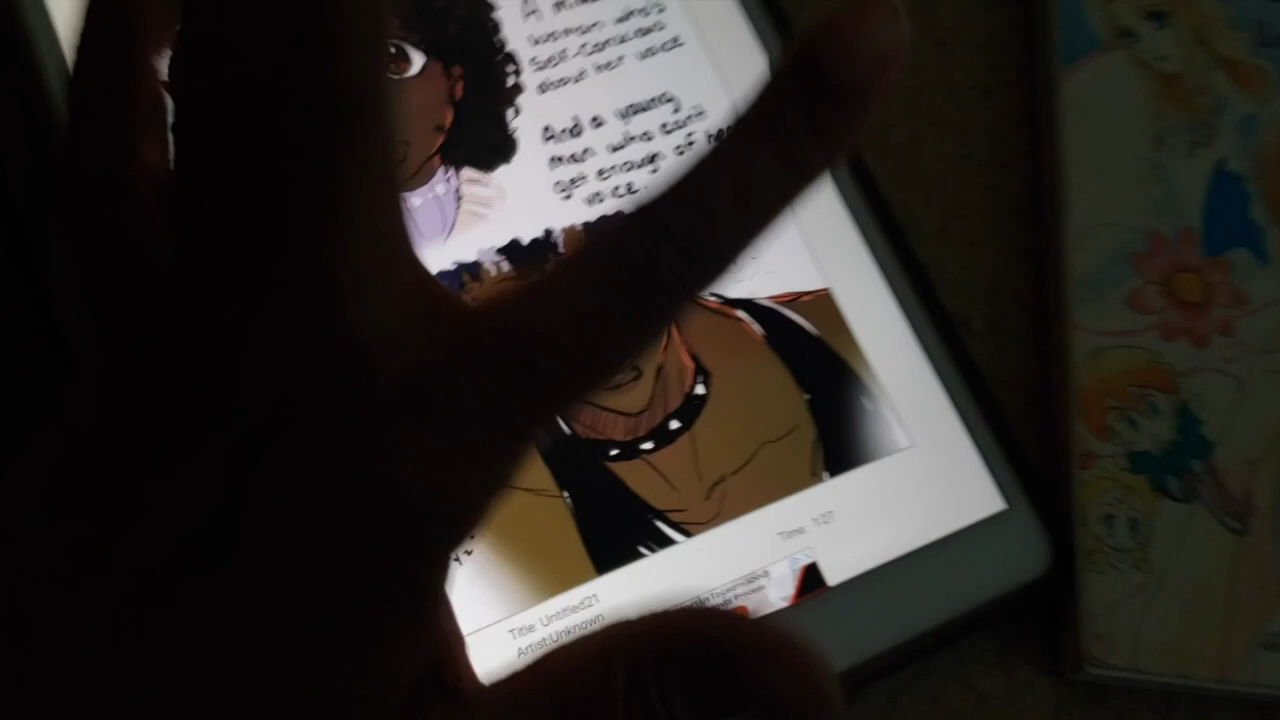 A
woman who's
Self-Conscious
about her voice
And a young
man who can't
get enough of her
voice.
Time 1:27
Title: Untitled21
Artist:Unknown